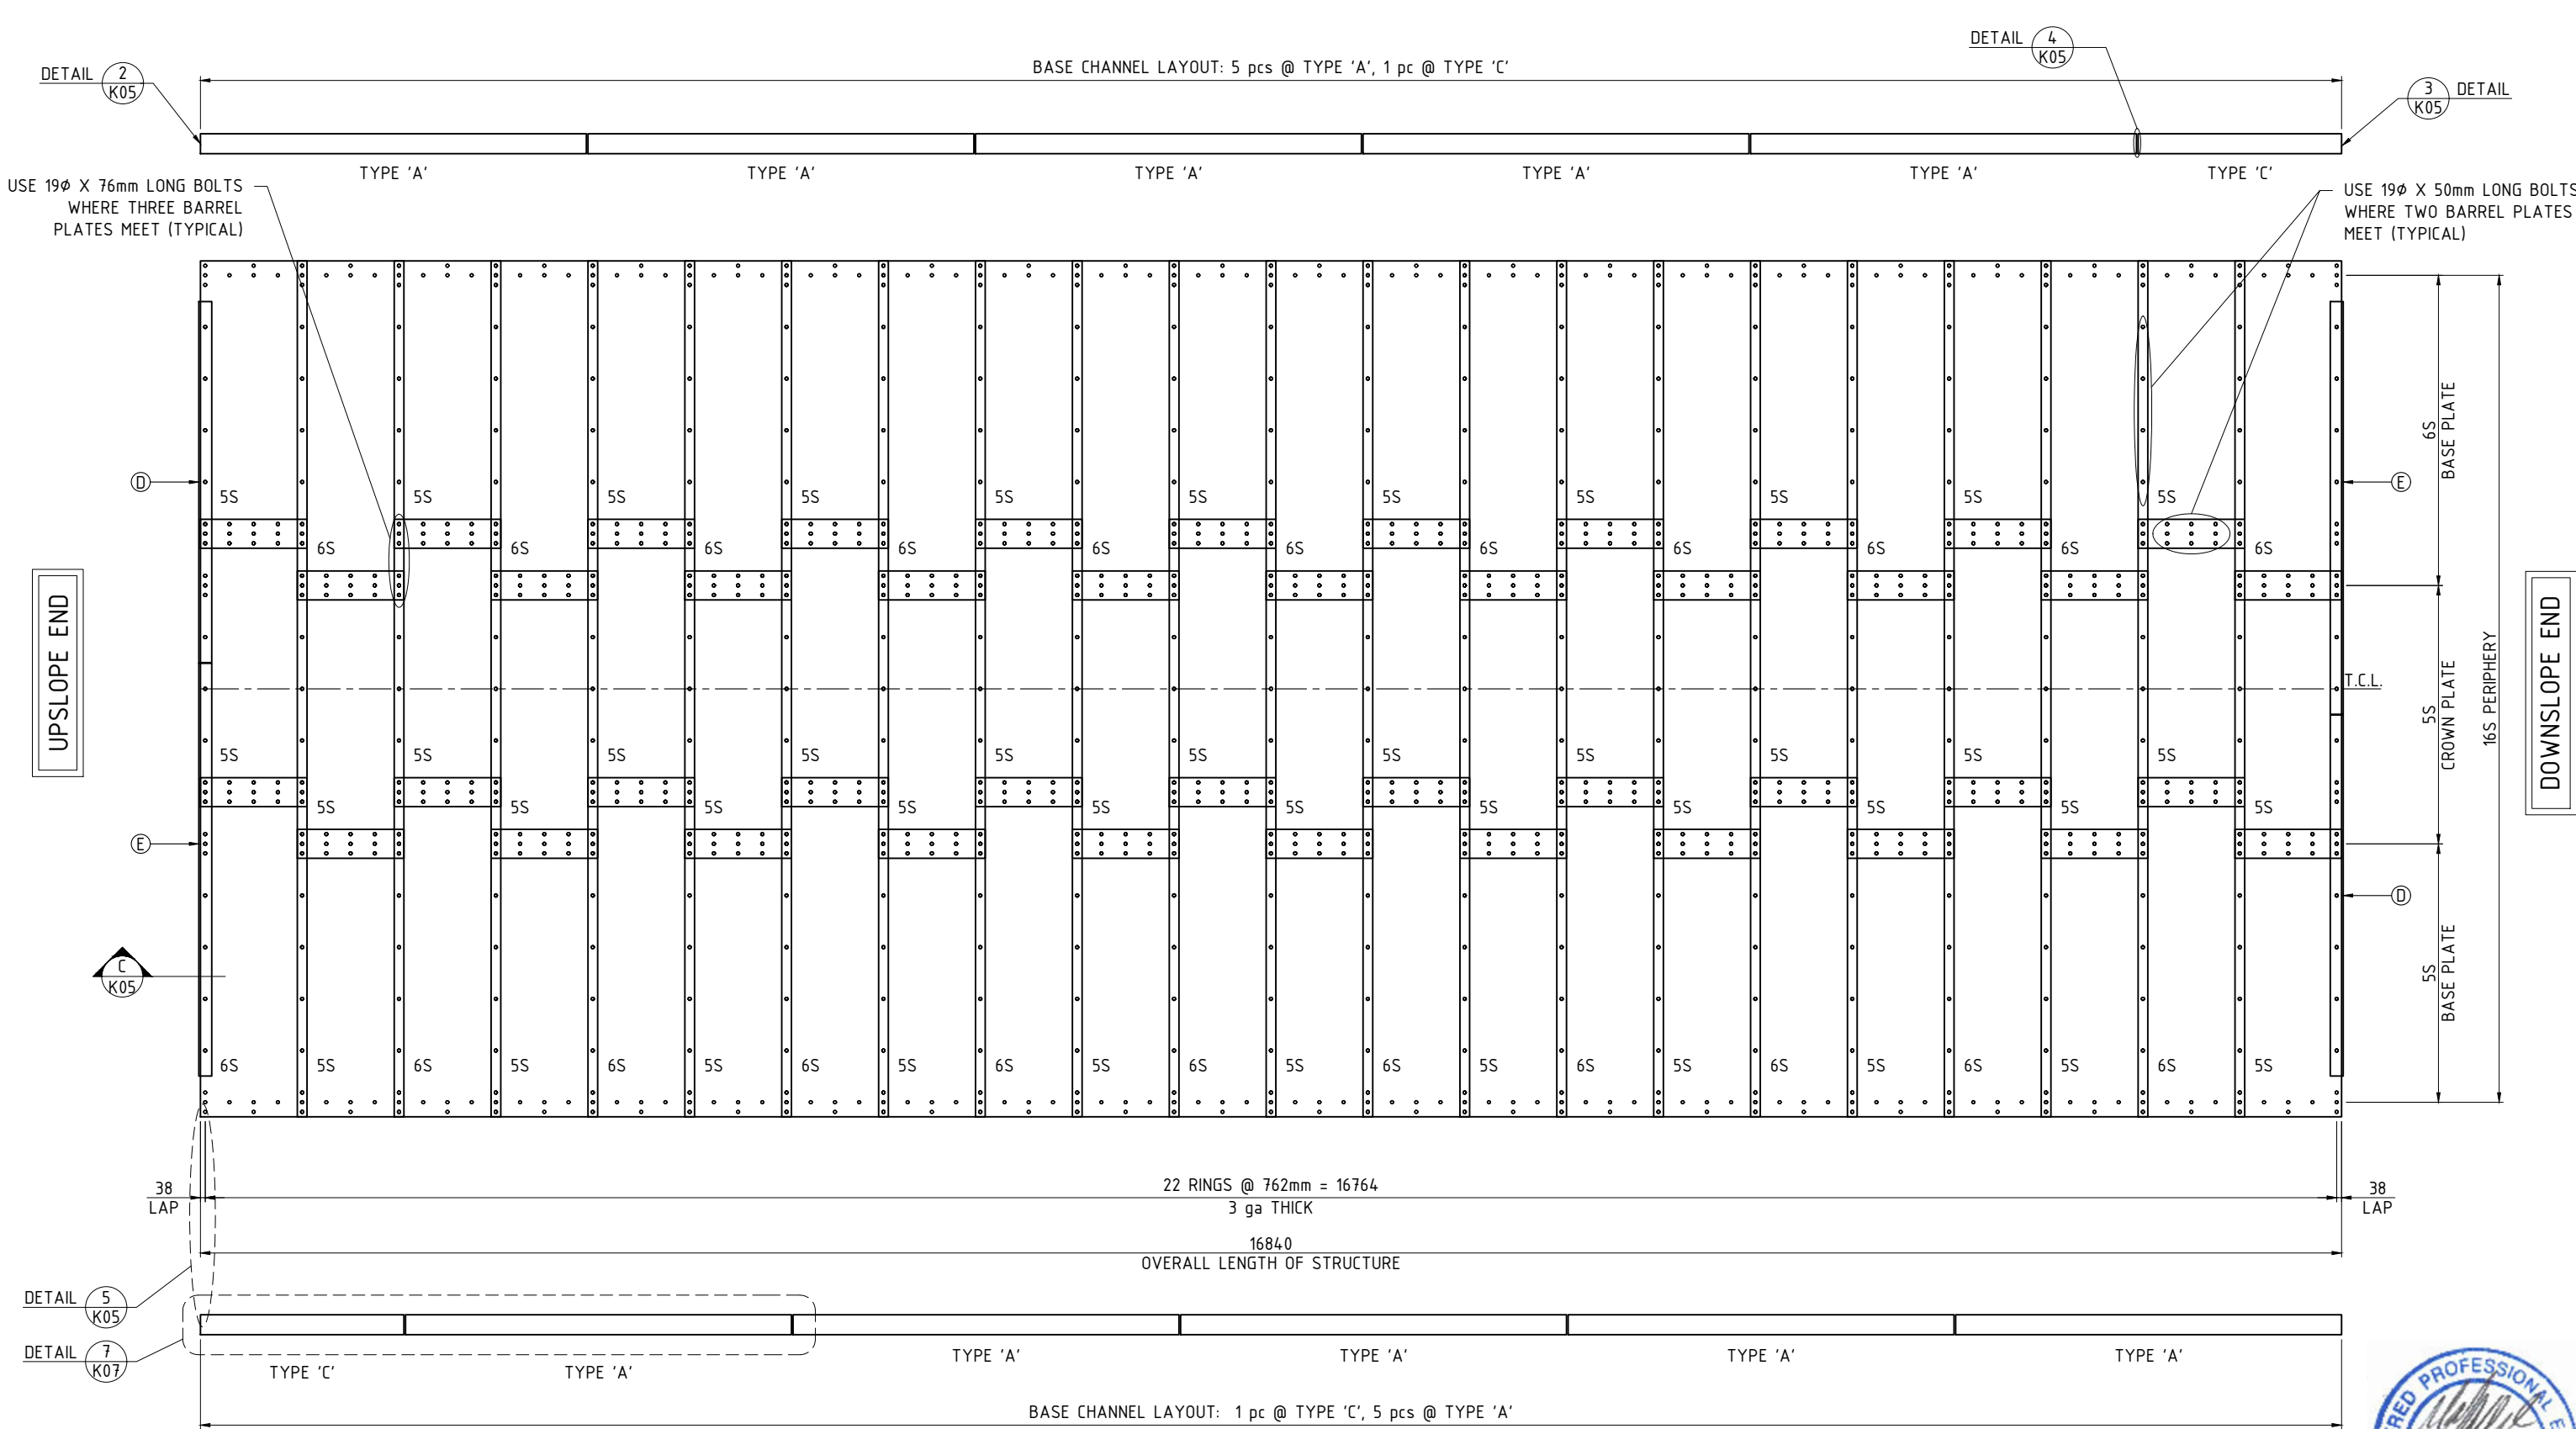 DETAIL 4
K05
BASE CHANNEL LAYOUT: 5 pcs @ TYPE 'A', 1 pc @ TYPE 'C'
DETAIL 2
K05
3 DETAIL
K05
TYPE 'A' TYPE 'A' TYPE 'A' TYPE 'A' TYPE 'A' TYPE 'C'
USE 19Ø X 76mm LONG BOLTS
WHERE THREE BARREL
PLATES MEET (TYPICAL)
USE 19Ø X 50mm LONG BOLTS
WHERE TWO BARREL PLATES
MEET (TYPICAL)
6S
BASE PLATE
D
E
5S 5S 5S 5S 5S 5S 5S 5S 5S 5S 5S
6S 6S 6S 6S 6S 6S 6S 6S 6S 6S 6S
UPSLOPE END
DOWNSLOPE END
T.C.L.
5S
CROWN PLATE
16S PERIPHERY
5S 5S 5S 5S 5S 5S 5S 5S 5S 5S 5S
5S 5S 5S 5S 5S 5S 5S 5S 5S 5S 5S
E
D
5S
BASE PLATE
C
K05
6S 5S 6S 5S 6S 5S 6S 5S 6S 5S 6S 5S 6S 5S 6S 5S 6S 5S 6S 5S 6S 5S
38
LAP
22 RINGS @ 762mm = 16764
3 ga THICK
38
LAP
16840
OVERALL LENGTH OF STRUCTURE
DETAIL 5
K05
DETAIL 7
K07
TYPE 'C' TYPE 'A' TYPE 'A' TYPE 'A' TYPE 'A' TYPE 'A'
BASE CHANNEL LAYOUT: 1 pc @ TYPE 'C', 5 pcs @ TYPE 'A'
PROFESSIONAL